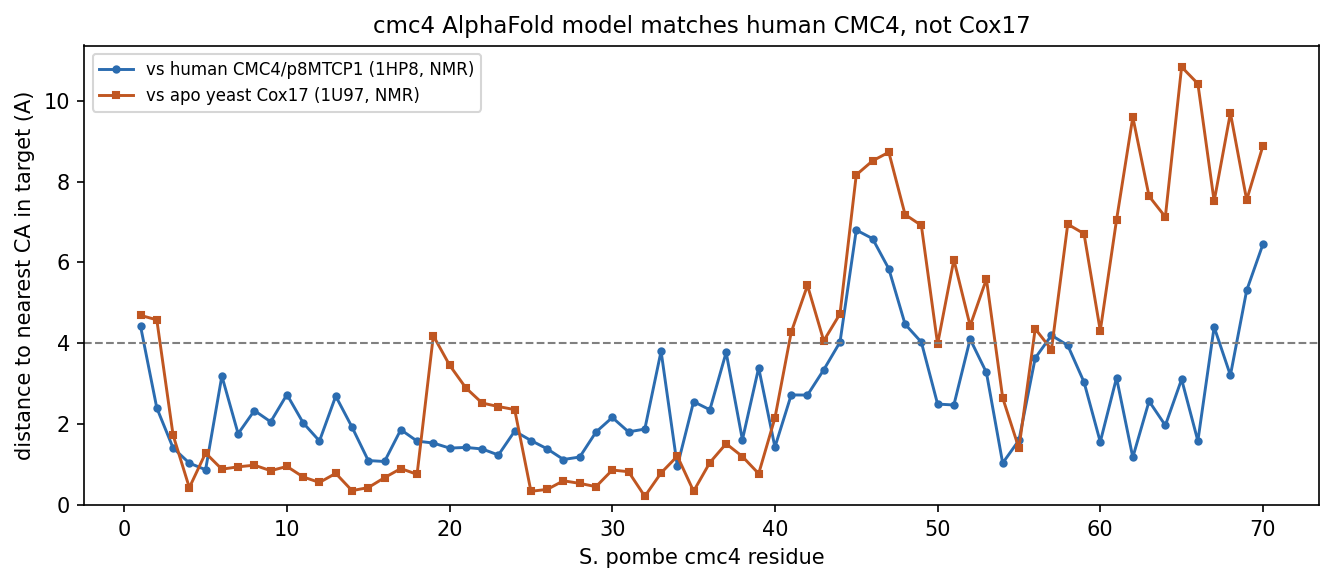 cmc4 AlphaFold model matches human CMC4, not Cox17
vs human CMC4/p8MTCP1 (1HP8, NMR)
vs apo yeast Cox17 (1U97, NMR)
distance to nearest CA in target (A)
10
8
6
4
2
0
0 10 20 30 40 50 60 70
S. pombe cmc4 residue